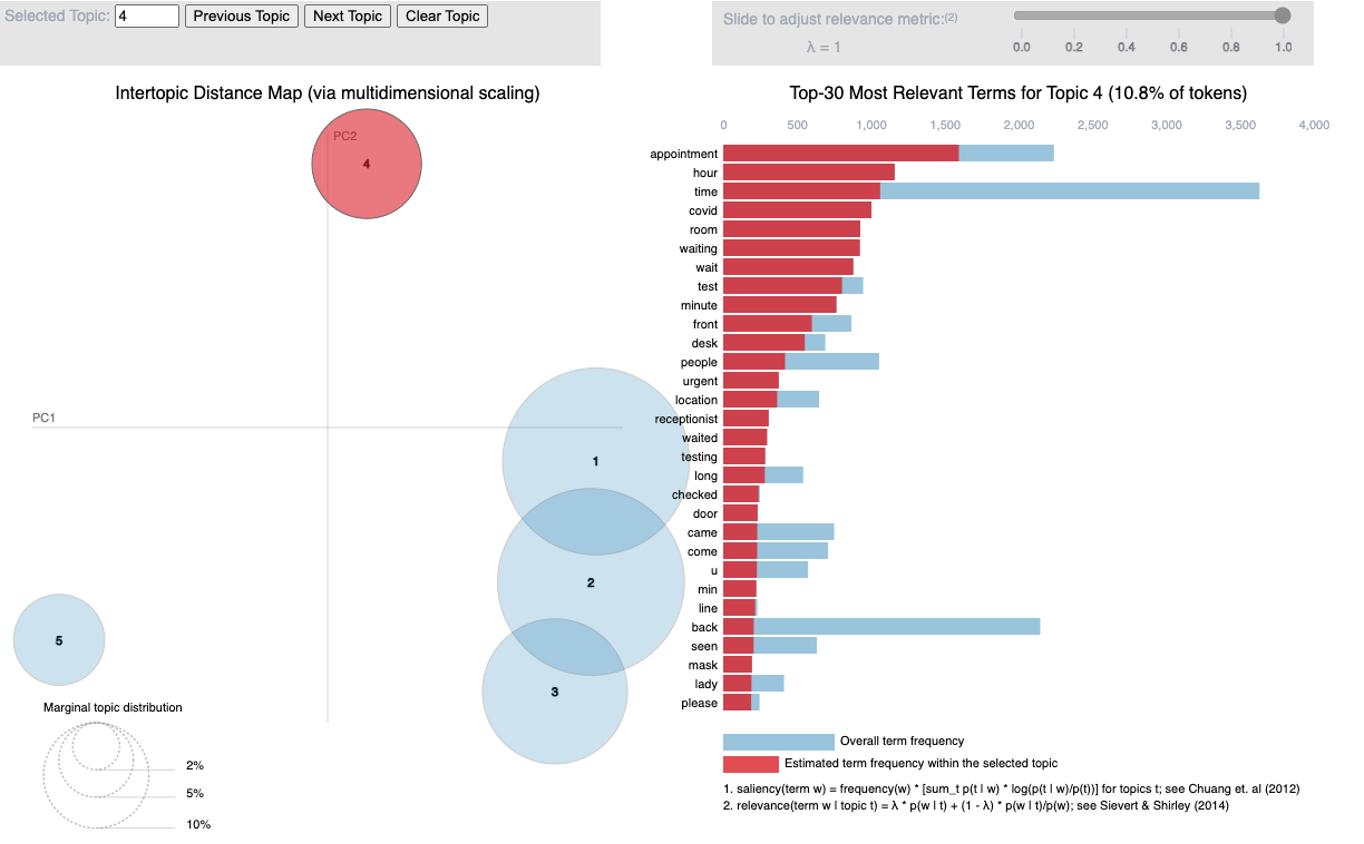 Selected Topic: 4 Previous Topic Next Topic Clear Topic
Slide to adjust relevance metric:(2)
λ = 1
0.0 0.2 0.4 0.6 0.8 1.0
Intertopic Distance Map (via multidimensional scaling)
PC2
4
PC1
1
2
3
5
Marginal topic distribution
2%
5%
10%
Top-30 Most Relevant Terms for Topic 4 (10.8% of tokens)
0 500 1,000 1,500 2,000 2,500 3,000 3,500 4,000
appointment
hour
time
covid
room
waiting
wait
test
minute
front
desk
people
urgent
location
receptionist
waited
testing
long
checked
door
came
come
u
min
line
back
seen
mask
lady
please
Overall term frequency
Estimated term frequency within the selected topic
1. saliency(term w) = frequency(w) * [sum_t p(t | w) * log(p(t | w)/p(t))] for topics t; see Chuang et. al (2012)
2. relevance(term w | topic t) = λ * p(w | t) + (1 - λ) * p(w | t)/p(w); see Sievert & Shirley (2014)